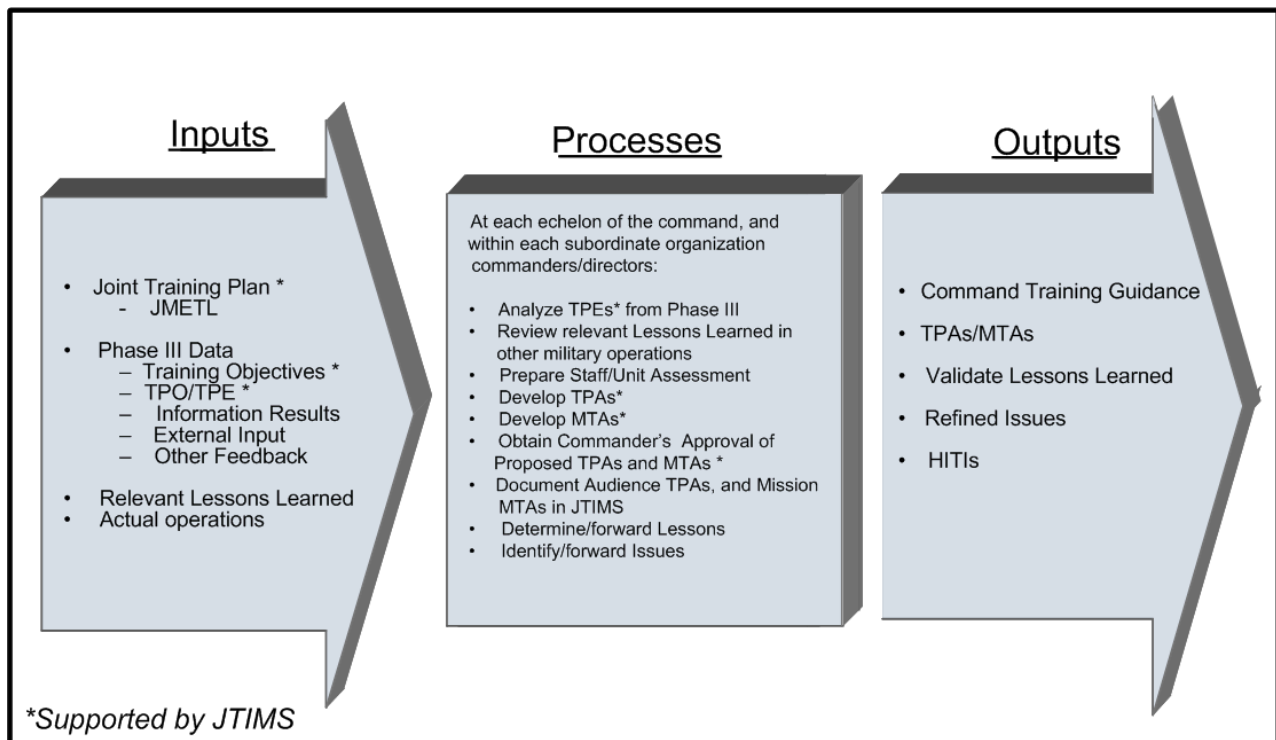 Inputs
• Joint Training Plan *
- JMETL
• Phase III Data
– Training Objectives *
– TPO/TPE *
– Information Results
– External Input
– Other Feedback
• Relevant Lessons Learned
• Actual operations
Processes
At each echelon of the command, and
within each subordinate organization
commanders/directors:
• Analyze TPEs* from Phase III
• Review relevant Lessons Learned in
other military operations
• Prepare Staff/Unit Assessment
• Develop TPAs*
• Develop MTAs*
• Obtain Commander's Approval of
Proposed TPAs and MTAs *
• Document Audience TPAs, and Mission
MTAs in JTIMS
• Determine/forward Lessons
• Identify/forward Issues
Outputs
• Command Training Guidance
• TPAs/MTAs
• Validate Lessons Learned
• Refined Issues
• HITIs
*Supported by JTIMS